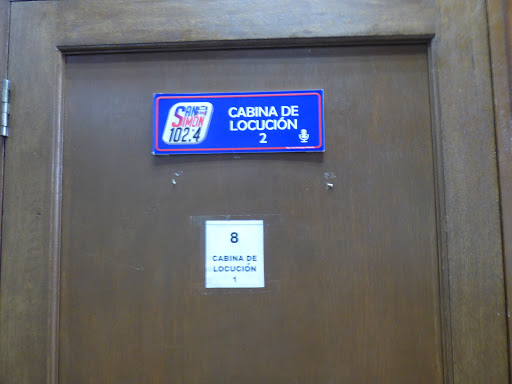 SAN
SIMON
102.4
CABINA DE
LOCUCIÓN
2
8
CABINA DE
LOCUCIÓN
1